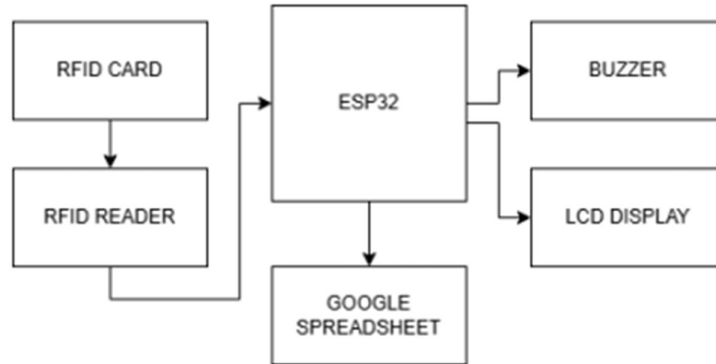 RFID CARD
RFID READER
ESP32
GOOGLE
SPREADSHEET
BUZZER
LCD DISPLAY